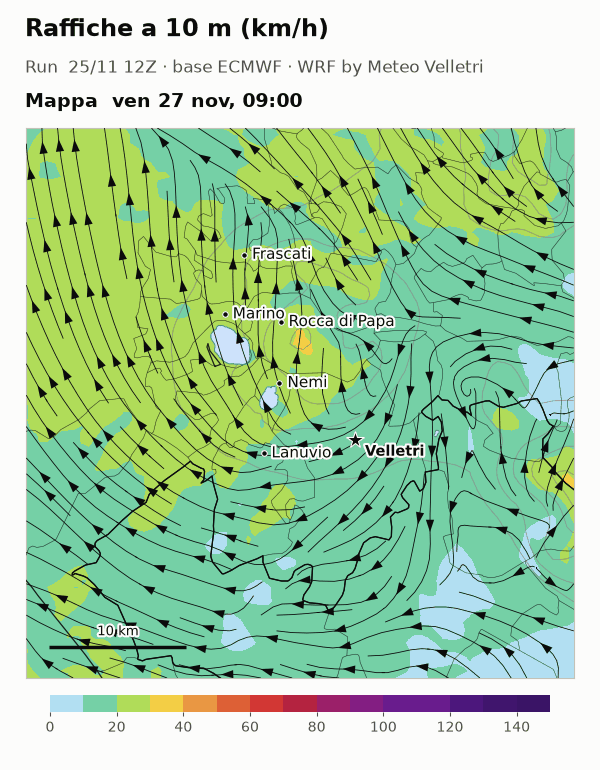 Raffiche a 10 m (km/h)
Run  25/11 12Z · base ECMWF · WRF by Meteo Velletri
Mappa  ven 27 nov, 09:00
Frascati
Marino
Rocca di Papa
Nemi
Velletri
Lanuvio
10 km
0 20 40 60 80 100 120 140